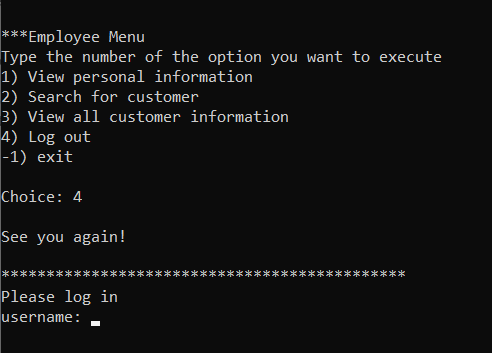 ***Employee Menu
Type the number of the option you want to execute
1) View personal information
2) Search for customer
3) View all customer information
4) Log out
-1) exit
Choice: 4
See you again!
*********************************************
Please log in
username: